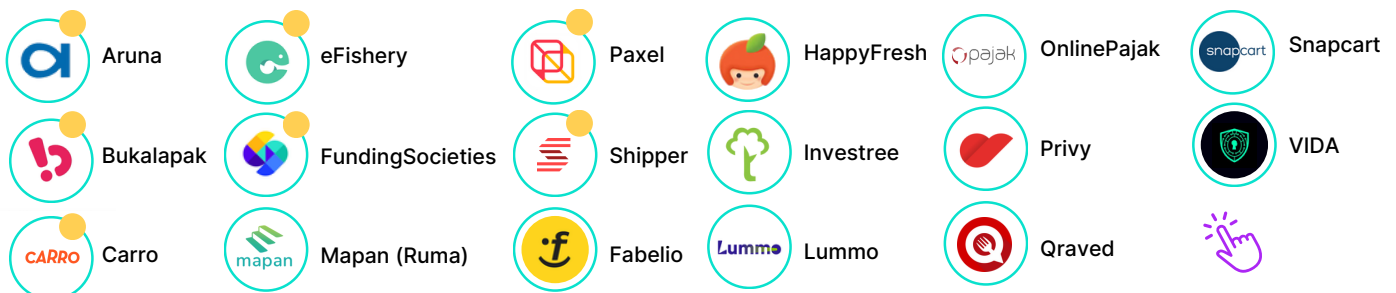 Aruna
eFishery
Paxel
HappyFresh
pajak
OnlinePajak
snapcart
Snapcart
Bukalapak
FundingSocieties
Shipper
Investree
Privy
VIDA
CARRO
Carro
mapan
Mapan (Ruma)
f
Fabelio
Lummo
Lummo
Qraved